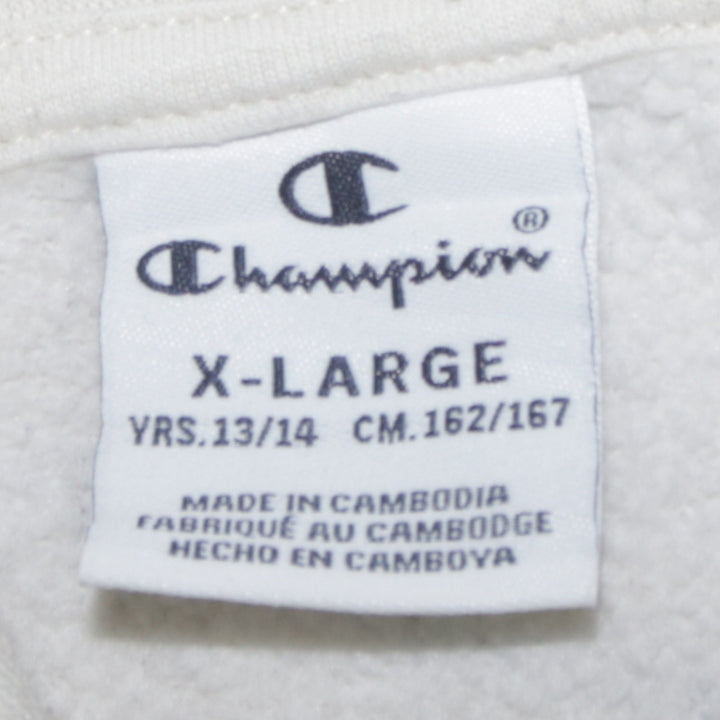 C
Champion®
X-LARGE
YRS. 13/14 CM. 162/167
MADE IN CAMBODIA
FABRIQUÉ AU CAMBODGE
HECHO EN CAMBOYA